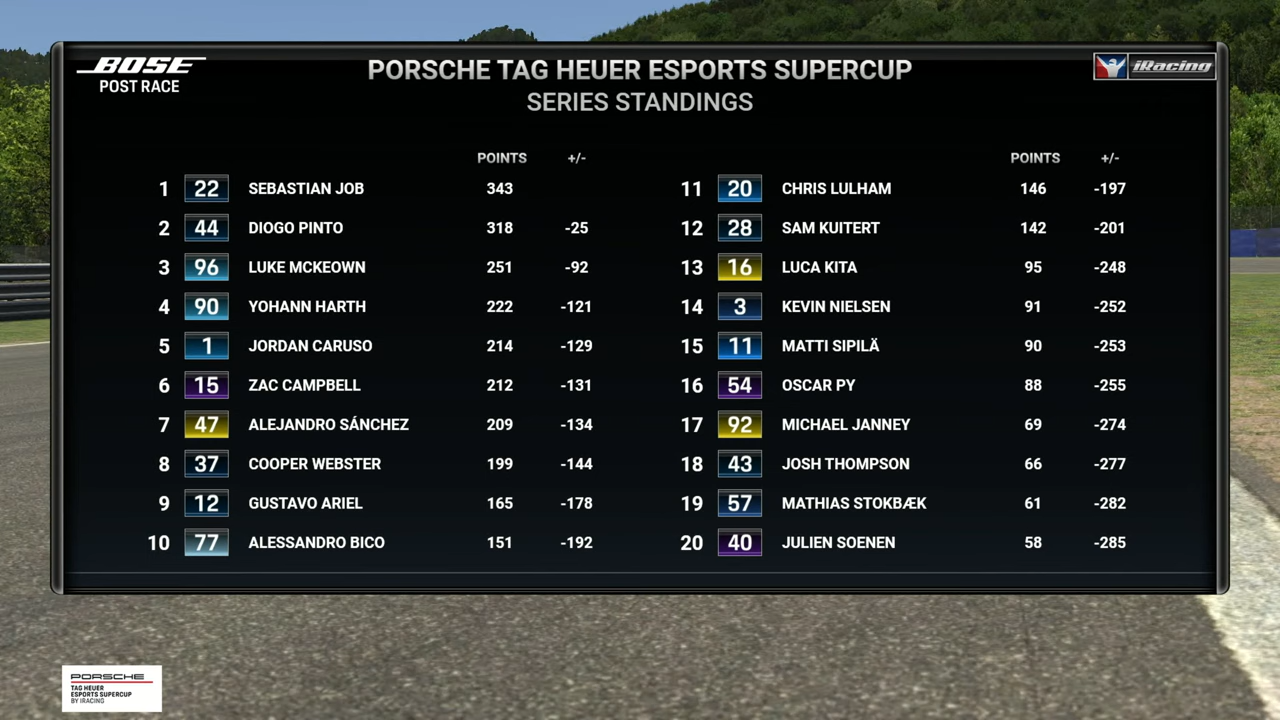 BOSE
POST RACE
PORSCHE TAG HEUER ESPORTS SUPERCUP
SERIES STANDINGS
iRacing
POINTS +/-
1 22 SEBASTIAN JOB 343
2 44 DIOGO PINTO 318 -25
3 96 LUKE MCKEOWN 251 -92
4 90 YOHANN HARTH 222 -121
5 1 JORDAN CARUSO 214 -129
6 15 ZAC CAMPBELL 212 -131
7 47 ALEJANDRO SÁNCHEZ 209 -134
8 37 COOPER WEBSTER 199 -144
9 12 GUSTAVO ARIEL 165 -178
10 77 ALESSANDRO BICO 151 -192
POINTS +/-
11 20 CHRIS LULHAM 146 -197
12 28 SAM KUITERT 142 -201
13 16 LUCA KITA 95 -248
14 3 KEVIN NIELSEN 91 -252
15 11 MATTI SIPILÄ 90 -253
16 54 OSCAR PY 88 -255
17 92 MICHAEL JANNEY 69 -274
18 43 JOSH THOMPSON 66 -277
19 57 MATHIAS STOKBÆK 61 -282
20 40 JULIEN SOENEN 58 -285
PORSCHE
TAG HEUER
ESPORTS SUPERCUP
BY IRACING